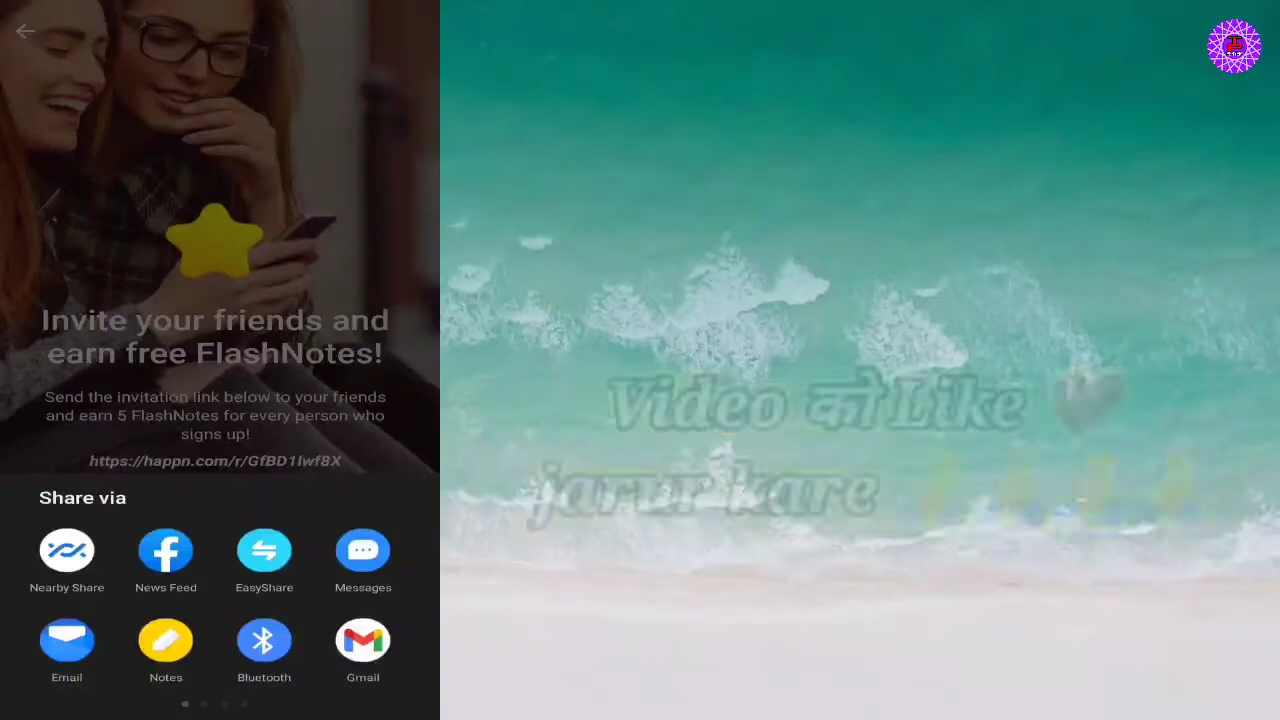 Invite your friends and
earn free FlashNotes!
Send the invitation link below to your friends
and earn 5 FlashNotes for every person who
signs up!
https://happn.com/r/GfBD1lwf8X
Share via
Nearby Share
News Feed
EasyShare
Messages
Email
Notes
Bluetooth
Gmail
Video को Like
jarur kare